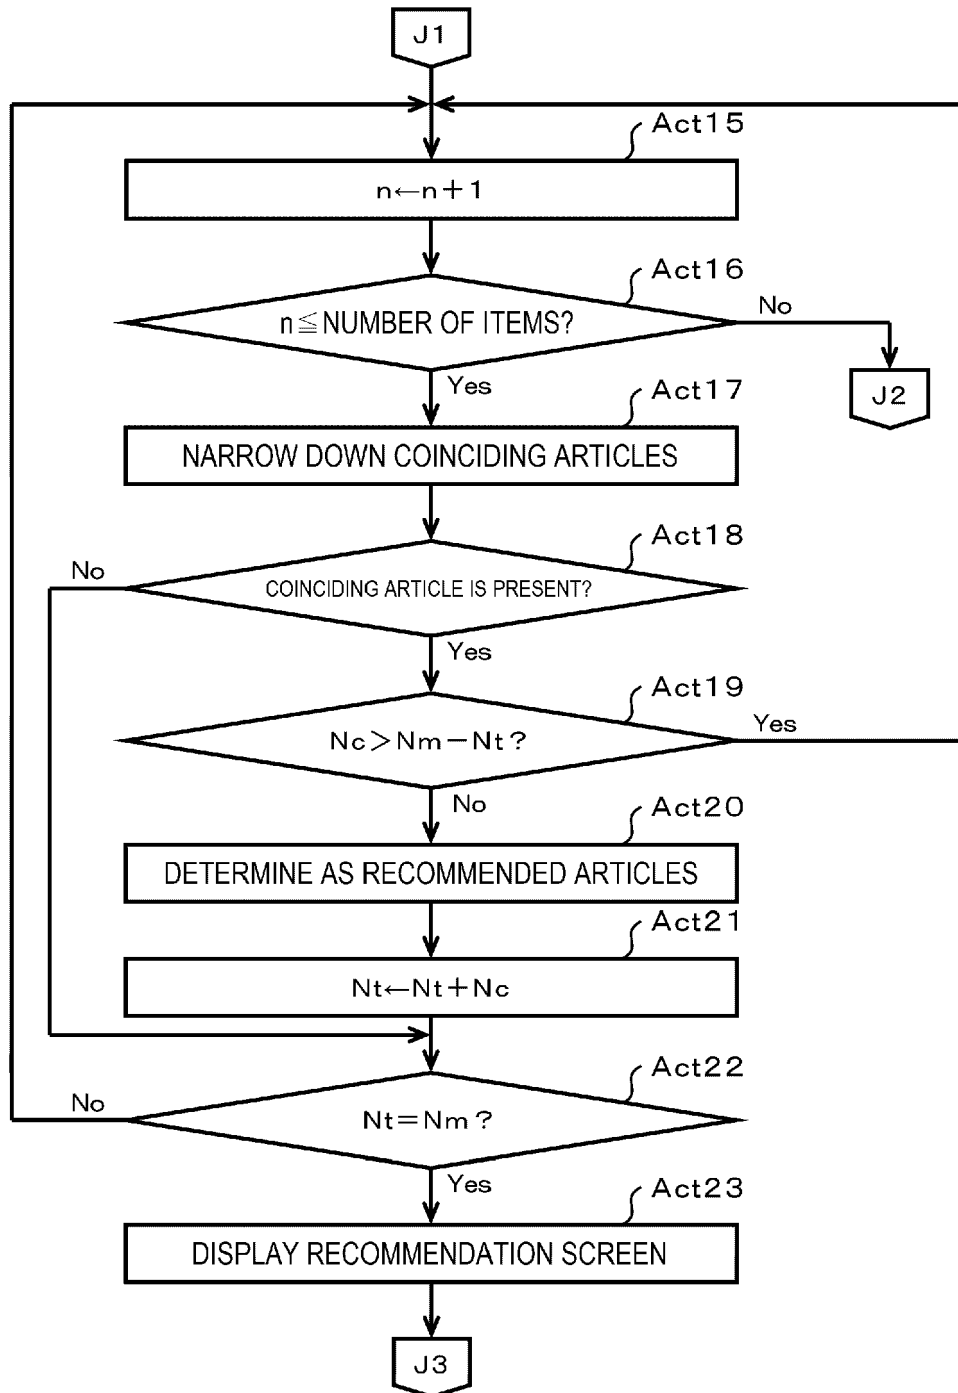 J1
Act15
n←n+1
Act16
n≦NUMBER OF ITEMS?
No
Yes
J2
Act17
NARROW DOWN COINCIDING ARTICLES
Act18
No
COINCIDING ARTICLE IS PRESENT?
Yes
Act19
Nc>Nm−Nt?
Yes
No
Act20
DETERMINE AS RECOMMENDED ARTICLES
Act21
Nt←Nt+Nc
Act22
No
Nt=Nm?
Yes
Act23
DISPLAY RECOMMENDATION SCREEN
J3